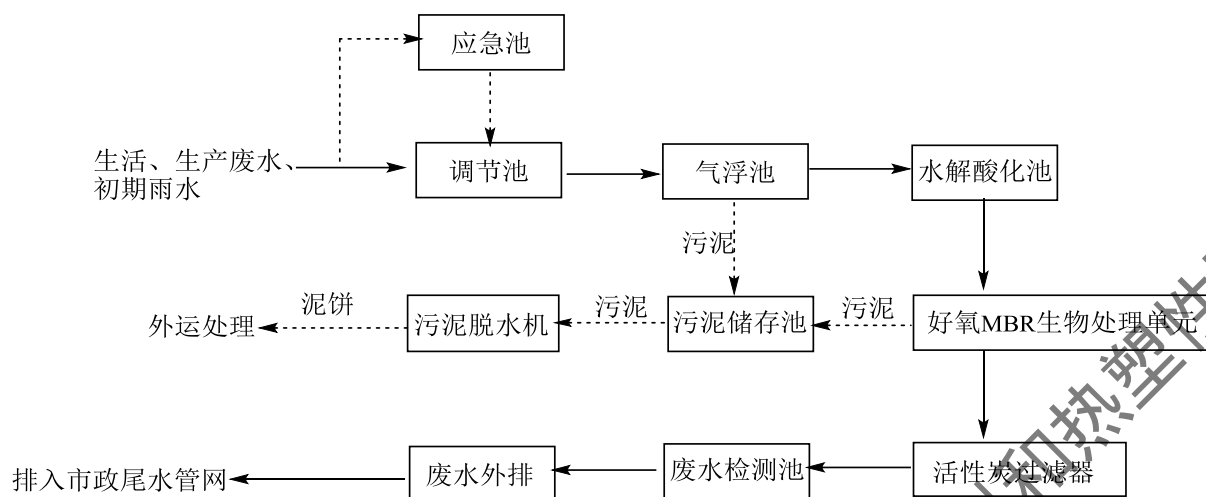 应急池
生活、生产废水、
初期雨水
调节池
气浮池
水解酸化池
污泥
泥饼
外运处理
污泥脱水机
污泥
污泥储存池
污泥
好氧MBR生物处理单元
排入市政尾水管网
废水外排
废水检测池
活性炭过滤器
和热塑性